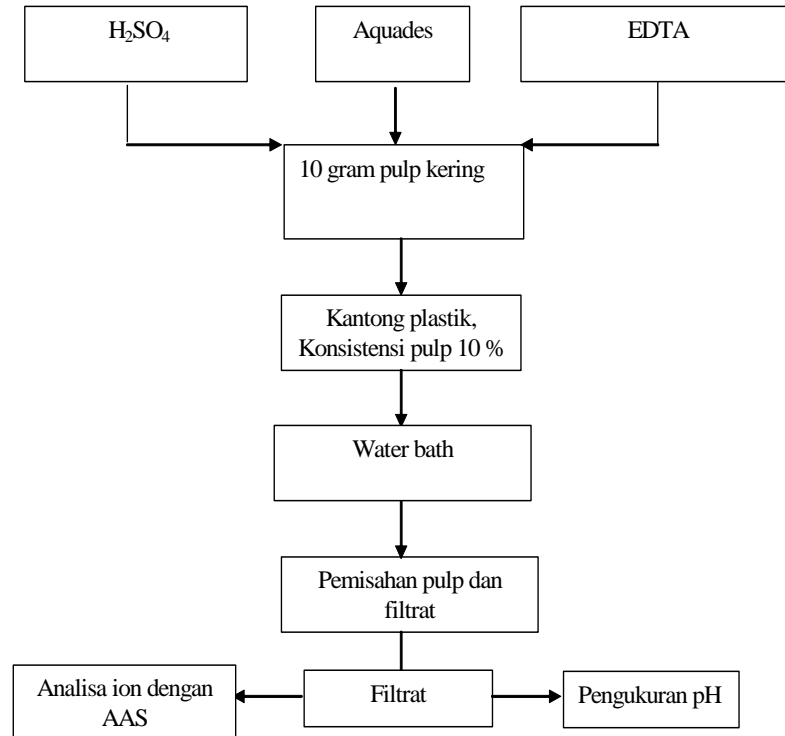 H₂SO₄
Aquades
EDTA
10 gram pulp kering
Kantong plastik,
Konsistensi pulp 10 %
Water bath
Pemisahan pulp dan
filtrat
Analisa ion dengan
AAS
Filtrat
Pengukuran pH